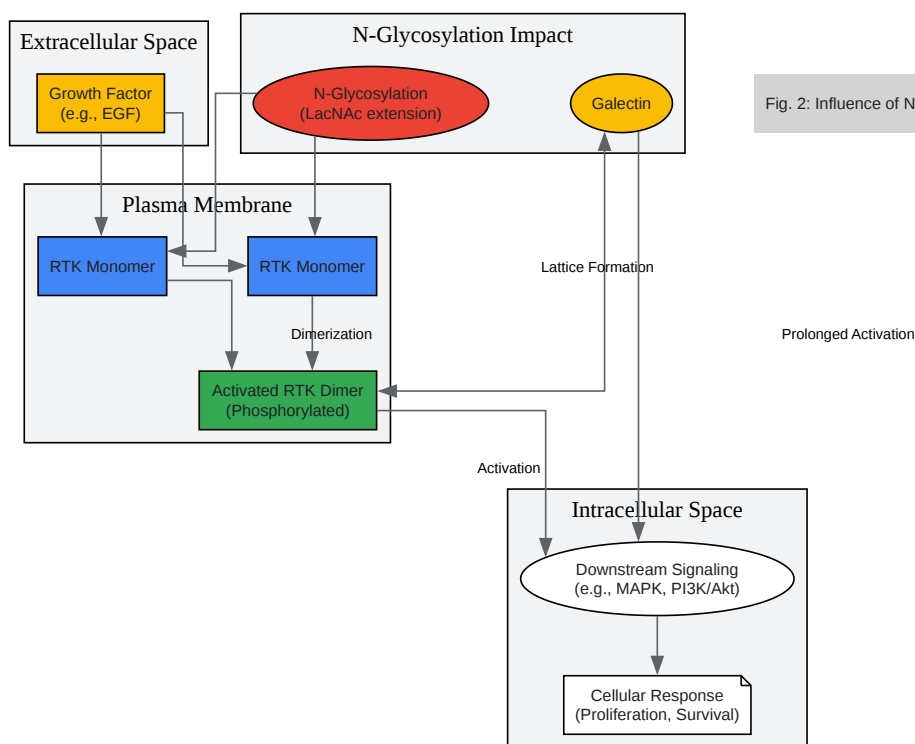 Extracellular Space
Growth Factor
(e.g., EGF)
N-Glycosylation Impact
N-Glycosylation
(LacNAc extension)
Galectin
Fig. 2: Influence of N
Plasma Membrane
RTK Monomer
RTK Monomer
Lattice Formation
Dimerization
Prolonged Activation
Activated RTK Dimer
(Phosphorylated)
Activation
Intracellular Space
Downstream Signaling
(e.g., MAPK, PI3K/Akt)
Cellular Response
(Proliferation, Survival)